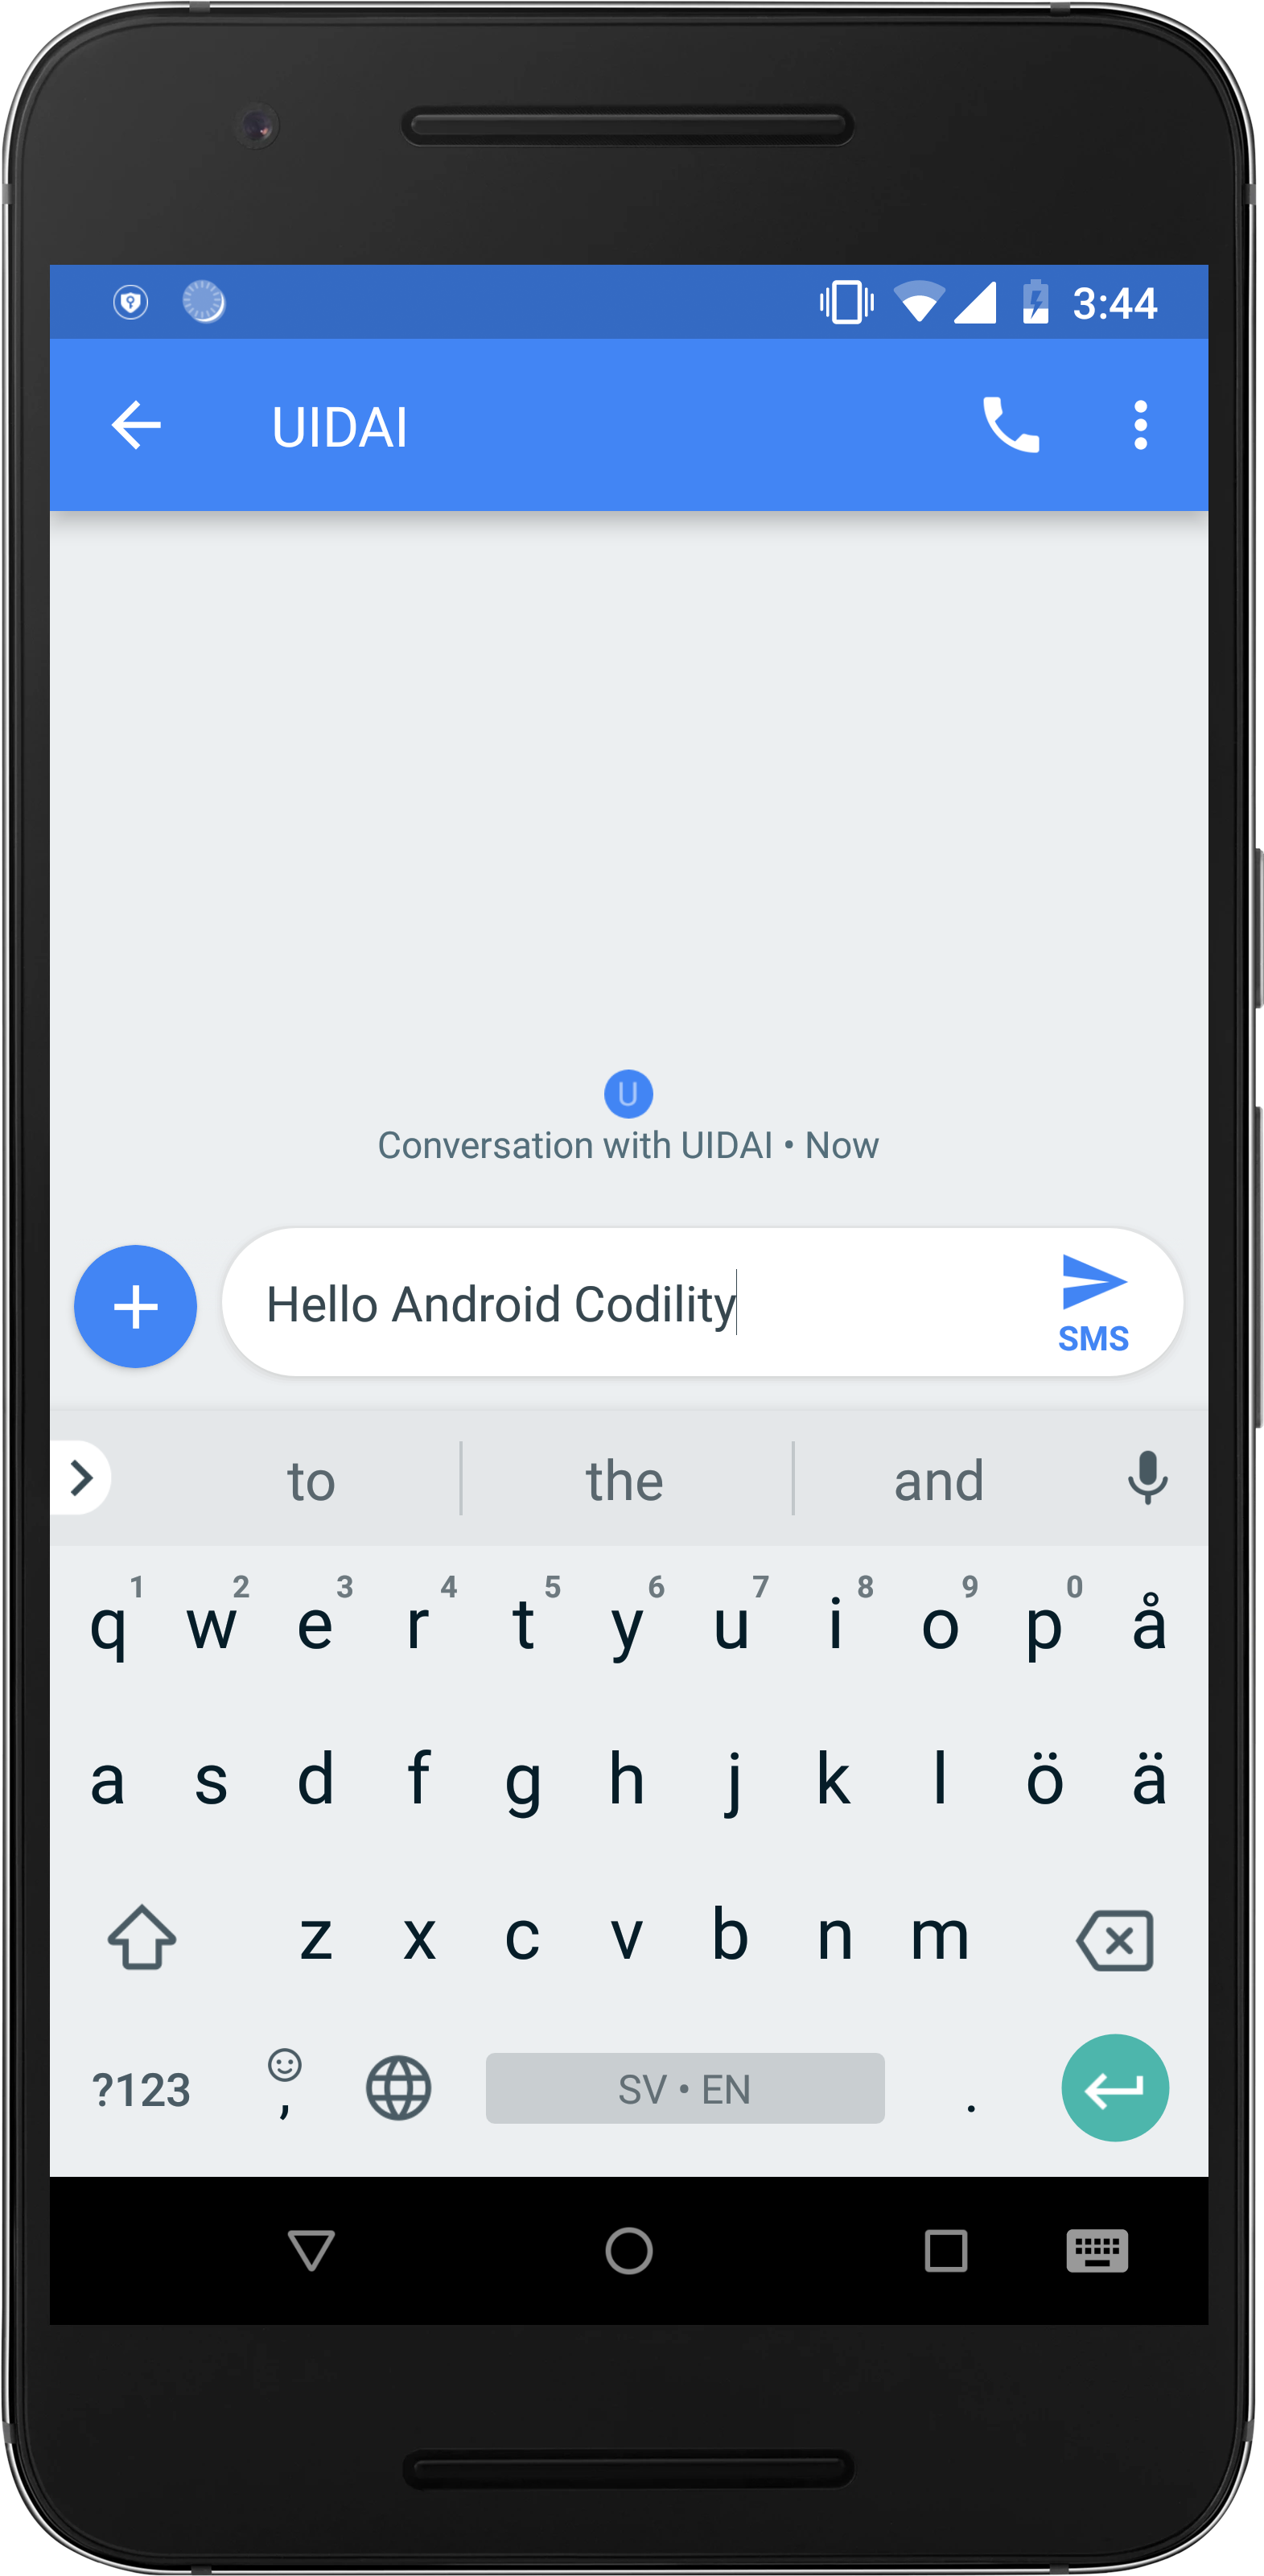 3:44
UIDAI
U
Conversation with UIDAI • Now
Hello Android Codility
SMS
to the and
1 2 3 4 5 6 7 8 9 0
q w e r t y u i o p å
a s d f g h j k l ö ä
z x c v b n m
?123 , SV • EN .